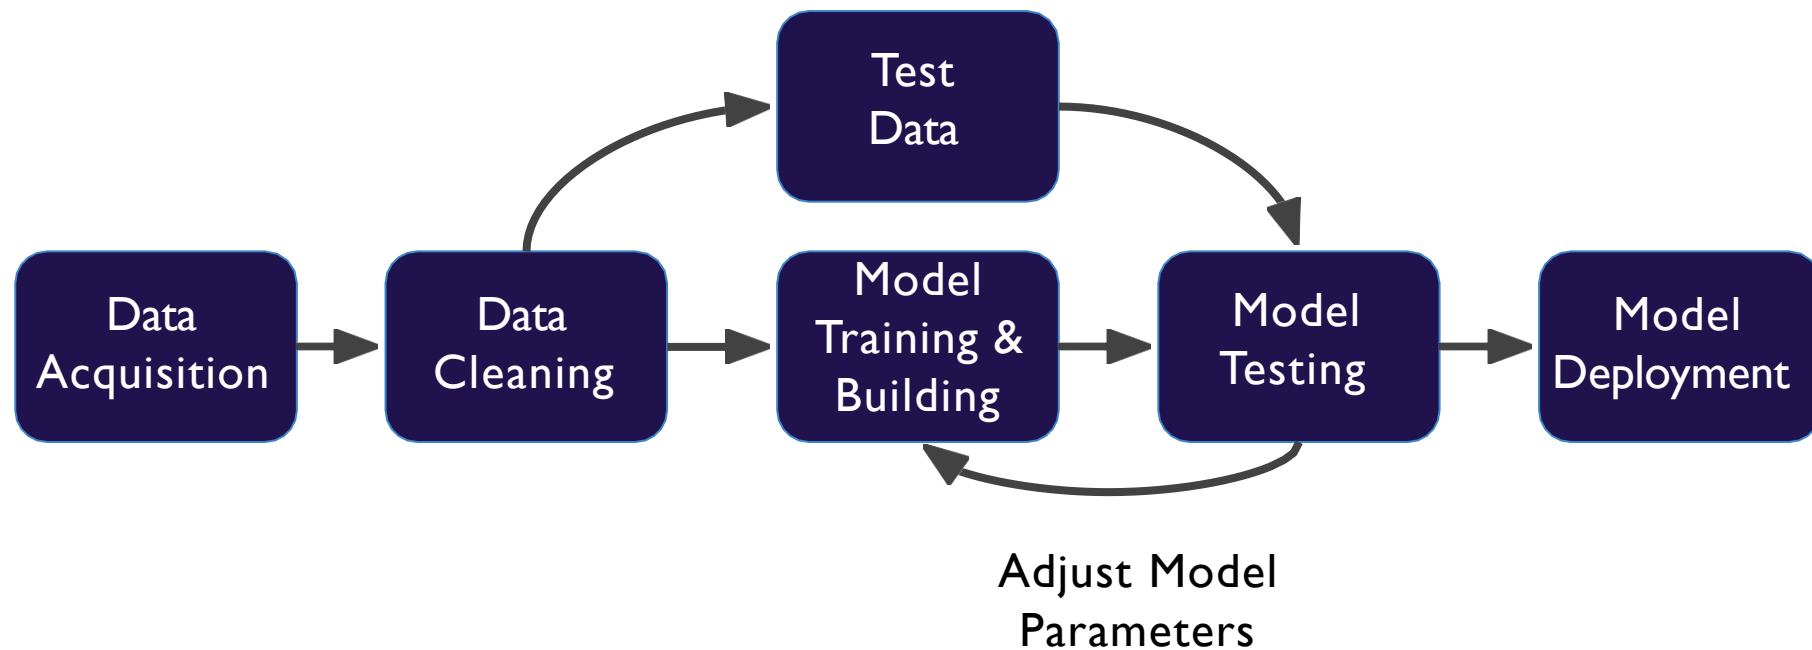 Test
Data
Data
Acquisition
Data
Cleaning
Model
Training &
Building
Model
Testing
Model
Deployment
Adjust Model
Parameters